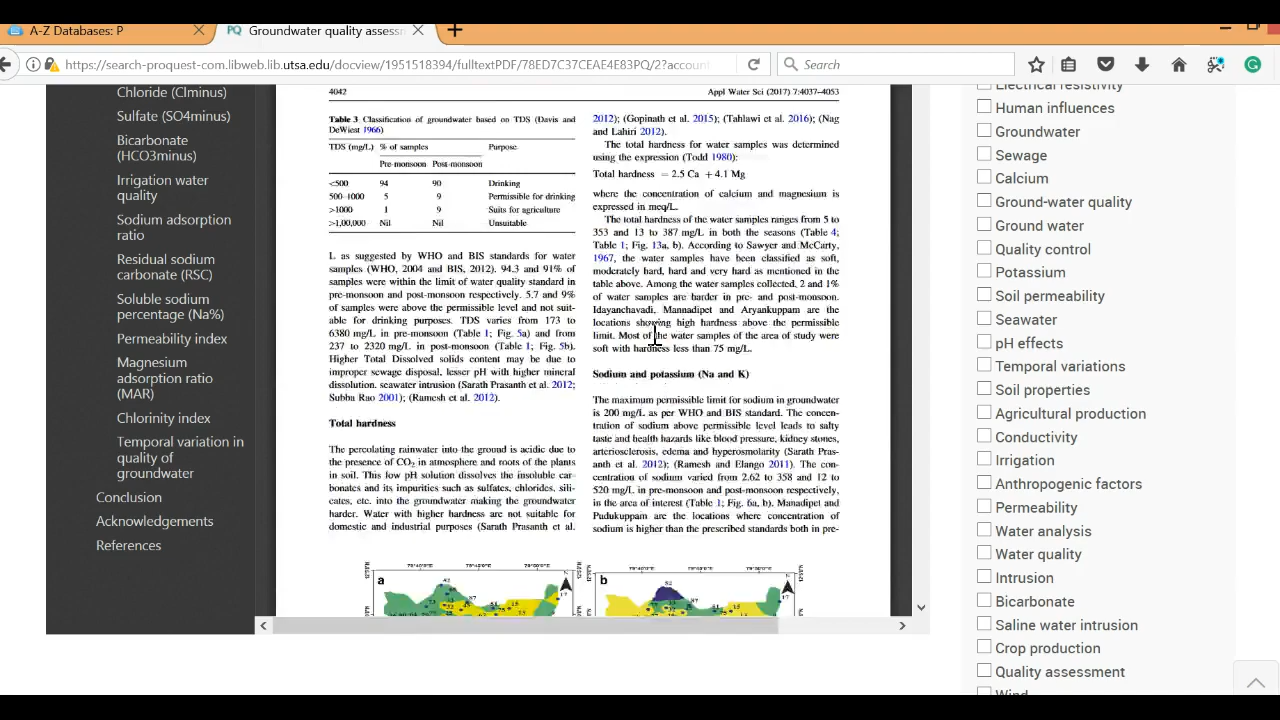 A-Z Databases: P
Groundwater quality assessm
https://search-proquest-com.libweb.lib.utsa.edu/docview/1951518394/fulltextPDF/78ED7C37CEAE4E83PQ/2?account
Search
Chloride (Clminus)
Sulfate (SO4minus)
Bicarbonate
(HCO3minus)
Irrigation water
quality
Sodium adsorption
ratio
Residual sodium
carbonate (RSC)
Soluble sodium
percentage (Na%)
Permeability index
Magnesium
adsorption ratio
(MAR)
Chlorinity index
Temporal variation in
quality of
groundwater
Conclusion
Acknowledgements
References
4042
Appl Water Sci (2017) 7:4037–4053
Table 3 Classification of groundwater based on TDS (Davis and
DeWiest 1966)
TDS (mg/L) % of samples Purpose
Pre-monsoon Post-monsoon
<500 94 90 Drinking
500–1000 5 9 Permissible for drinking
>1000 1 9 Suits for agriculture
>1,00,000 Nil Nil Unsuitable
L as suggested by WHO and BIS standards for water
samples (WHO, 2004 and BIS, 2012). 94.3 and 91% of
samples were within the limit of water quality standard in
pre-monsoon and post-monsoon respectively. 5.7 and 9%
of samples were above the permissible level and not suit-
able for drinking purposes. TDS varies from 173 to
6380 mg/L in pre-monsoon (Table 1; Fig. 5a) and from
237 to 2320 mg/L in post-monsoon (Table 1; Fig. 5b).
Higher Total Dissolved solids content may be due to
improper sewage disposal, lesser pH with higher mineral
dissolution, seawater intrusion (Sarath Prasanth et al. 2012;
Subba Rao 2001); (Ramesh et al. 2012).
Total hardness
The percolating rainwater into the ground is acidic due to
the presence of CO2 in atmosphere and roots of the plants
in soil. This low pH solution dissolves the insoluble car-
bonates and its impurities such as sulfates, chlorides, sili-
cates, etc. into the groundwater making the groundwater
harder. Water with higher hardness are not suitable for
domestic and industrial purposes (Sarath Prasanth et al.
2012); (Gopinath et al. 2015); (Tahlawi et al. 2016); (Nag
and Lahiri 2012).
The total hardness for water samples was determined
using the expression (Todd 1980):
Total hardness = 2.5 Ca + 4.1 Mg
where the concentration of calcium and magnesium is
expressed in meq/L.
The total hardness of the water samples ranges from 5 to
353 and 13 to 387 mg/L in both the seasons (Table 4;
Table 1; Fig. 13a, b). According to Sawyer and McCarty,
1967, the water samples have been classified as soft,
moderately hard, hard and very hard as mentioned in the
table above. Among the water samples collected, 2 and 1%
of water samples are harder in pre- and post-monsoon.
Idayanchavadi, Mannadipet and Aryankuppam are the
locations showing high hardness above the permissible
limit. Most of the water samples of the area of study were
soft with hardness less than 75 mg/L.
Sodium and potassium (Na and K)
The maximum permissible limit for sodium in groundwater
is 200 mg/L as per WHO and BIS standard. The concen-
tration of sodium above permissible level leads to salty
taste and health hazards like blood pressure, kidney stones,
arteriosclerosis, edema and hyperosmolarity (Sarath Pras-
anth et al. 2012); (Ramesh and Elango 2011). The con-
centration of sodium varied from 2.62 to 358 and 12 to
520 mg/L in pre-monsoon and post-monsoon respectively,
in the area of interest (Table 1; Fig. 6a, b). Manadipet and
Pudukuppam are the locations where concentration of
sodium is higher than the prescribed standards both in pre-
a
b
Electrical resistivity
Human influences
Groundwater
Sewage
Calcium
Ground-water quality
Ground water
Quality control
Potassium
Soil permeability
Seawater
pH effects
Temporal variations
Soil properties
Agricultural production
Conductivity
Irrigation
Anthropogenic factors
Permeability
Water analysis
Water quality
Intrusion
Bicarbonate
Saline water intrusion
Crop production
Quality assessment
Wind